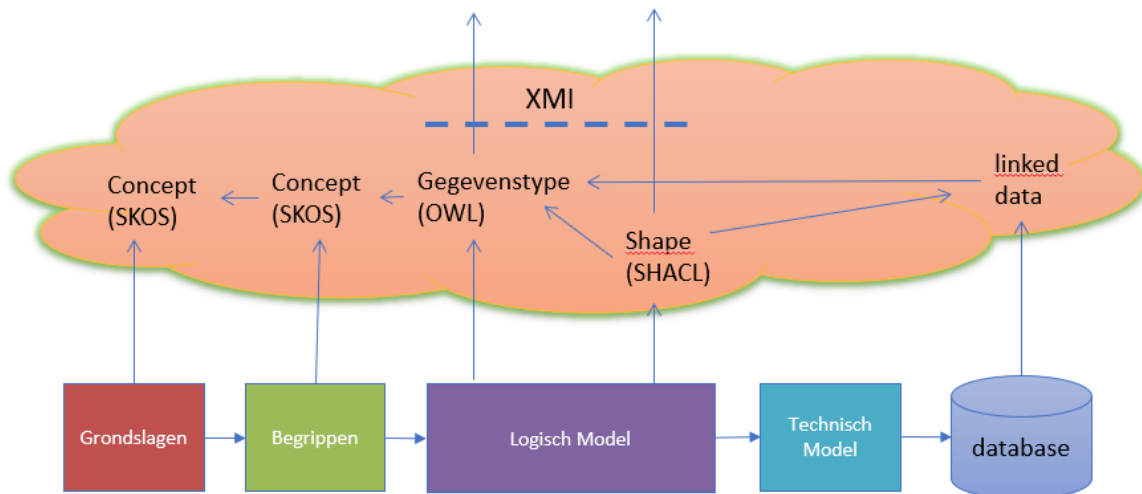 XMI
Concept
(SKOS)
Concept
(SKOS)
Gegevenstype
(OWL)
linked
data
Shape
(SHACL)
Grondslagen
Begrippen
Logisch Model
Technisch
Model
database